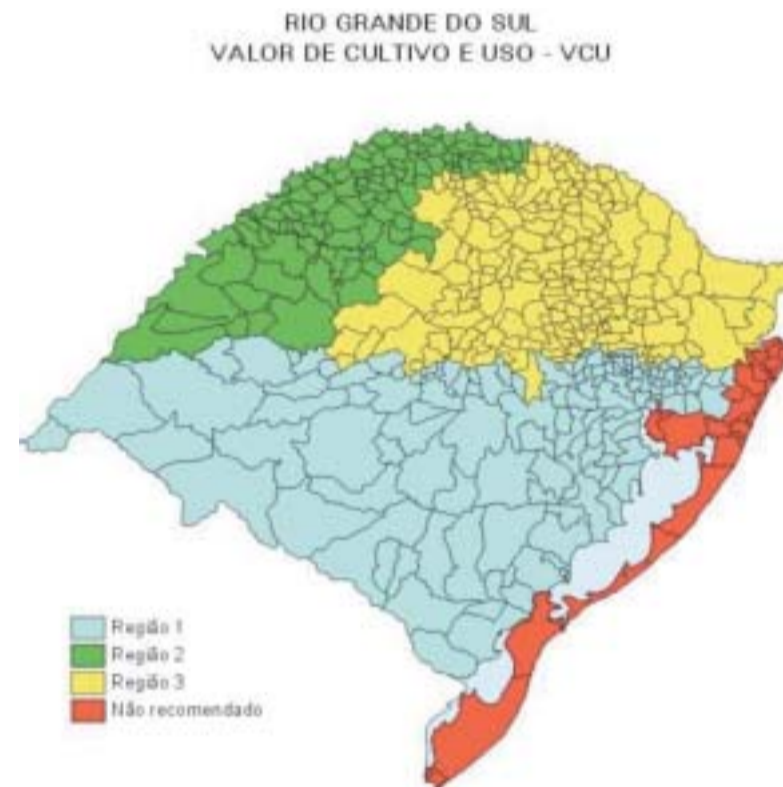 RIO GRANDE DO SUL
VALOR DE CULTIVO E USO - VCU
Região 1
Região 2
Região 3
Não recomendado